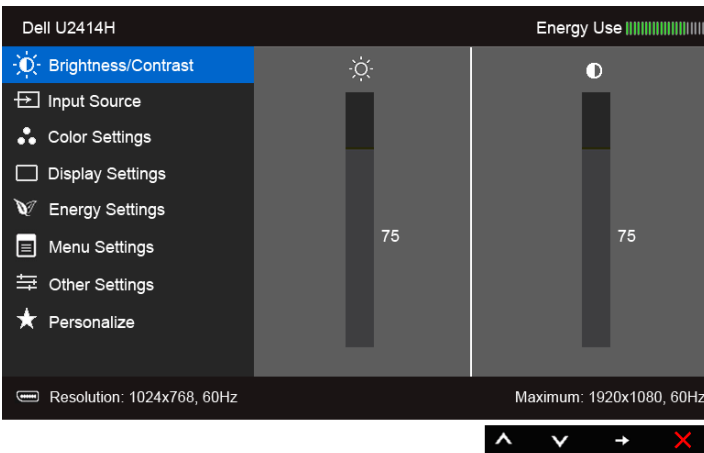 Dell U2414H
Energy Use
Brightness/Contrast
Input Source
Color Settings
Display Settings
Energy Settings
Menu Settings
Other Settings
Personalize
75
75
Resolution: 1024x768, 60Hz
Maximum: 1920x1080, 60Hz